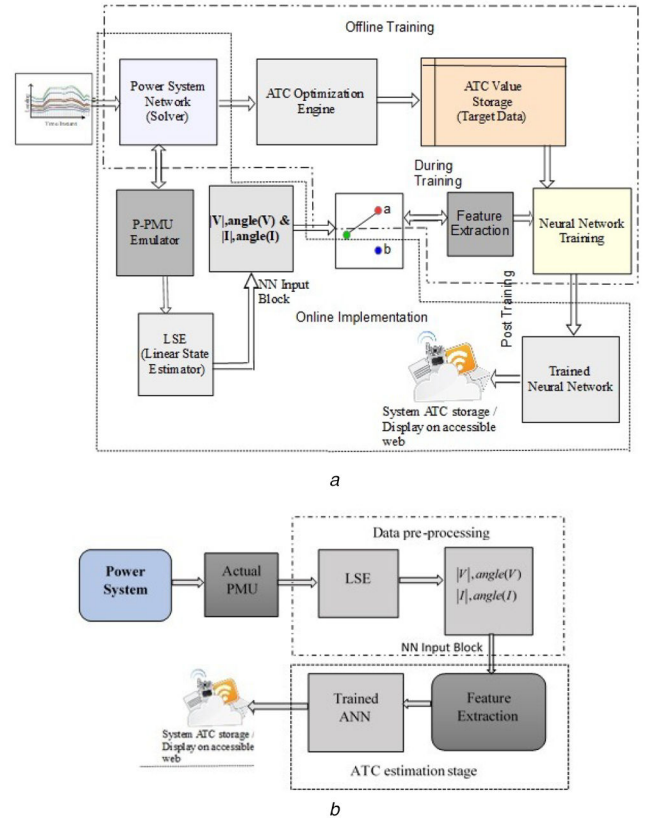 Offline Training
Loading
Time Instant
Power System
Network
(Solver)
ATC Optimization
Engine
ATC Value
Storage
(Target Data)
During
Training
P-PMU
Emulator
|V|,angle(V) &
|I|,angle(I)
a
b
Feature
Extraction
Neural Network
Training
NN Input
Block
Online Implementation
Post Training
LSE
(Linear State
Estimator)
Trained
Neural Network
System ATC storage /
Display on accessible
web
a
Data pre-processing
Power
System
Actual
PMU
LSE
|V|, angle(V)
|I|, angle(I)
NN Input Block
Trained
ANN
Feature
Extraction
System ATC storage /
Display on accessible
web
ATC estimation stage
b